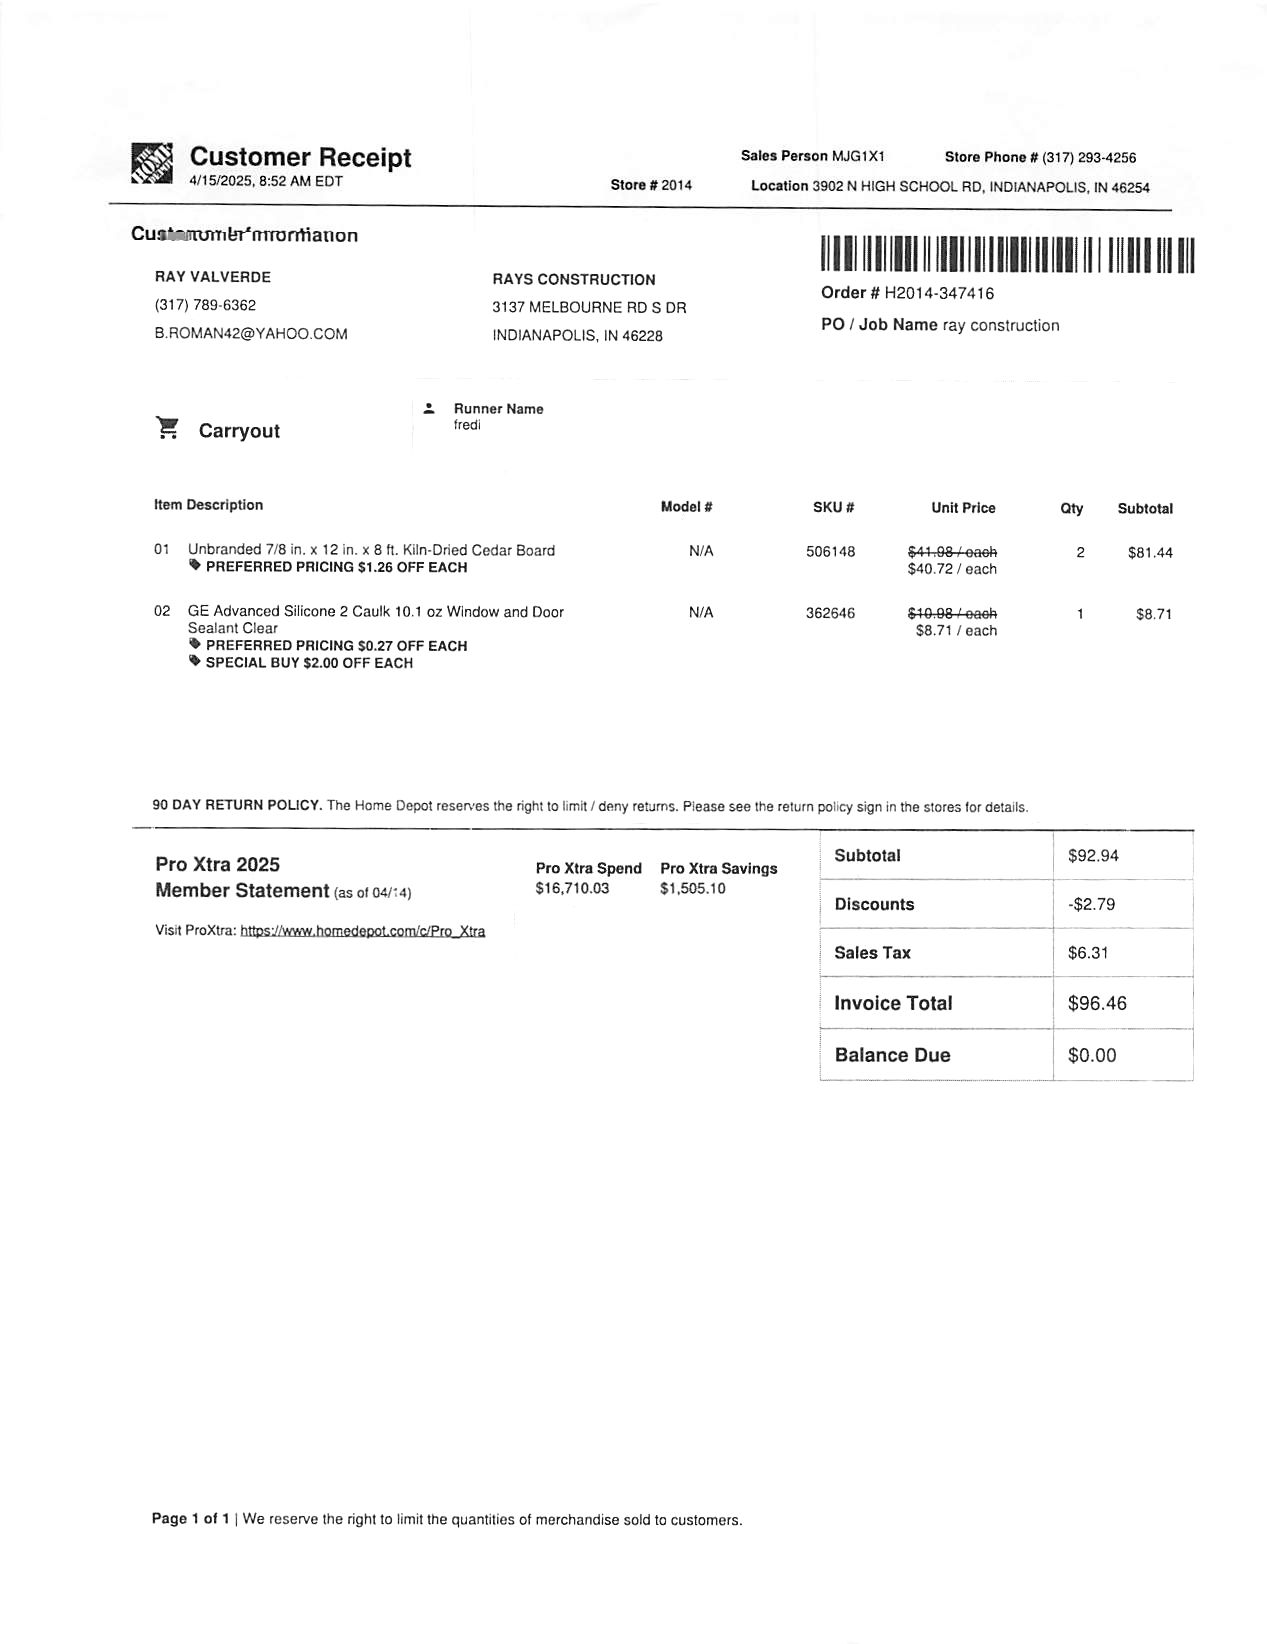 THE HOME DEPOT
Customer Receipt
4/15/2025, 8:52 AM EDT
Sales Person MJG1X1 Store Phone # (317) 293-4256
Store # 2014 Location 3902 N HIGH SCHOOL RD, INDIANAPOLIS, IN 46254
RAY VALVERDE
(317) 789-6362
B.ROMAN42@YAHOO.COM
RAYS CONSTRUCTION
3137 MELBOURNE RD S DR
INDIANAPOLIS, IN 46228
Order # H2014-347416
PO / Job Name ray construction
Carryout
Runner Name
fredi
Item Description Model # SKU # Unit Price Qty Subtotal
01 Unbranded 7/8 in. x 12 in. x 8 ft. Kiln-Dried Cedar Board N/A 506148 $41.98 / each 2 $81.44
PREFERRED PRICING $1.26 OFF EACH $40.72 / each
02 GE Advanced Silicone 2 Caulk 10.1 oz Window and Door N/A 362646 $10.98 / each 1 $8.71
Sealant Clear $8.71 / each
PREFERRED PRICING $0.27 OFF EACH
SPECIAL BUY $2.00 OFF EACH
90 DAY RETURN POLICY. The Home Depot reserves the right to limit / deny returns. Please see the return policy sign in the stores for details.
Pro Xtra 2025
Member Statement (as of 04/14)
Visit ProXtra: https://www.homedepot.com/c/Pro_Xtra
Pro Xtra Spend Pro Xtra Savings
$16,710.03 $1,505.10
Subtotal $92.94
Discounts -$2.79
Sales Tax $6.31
Invoice Total $96.46
Balance Due $0.00
Page 1 of 1 | We reserve the right to limit the quantities of merchandise sold to customers.